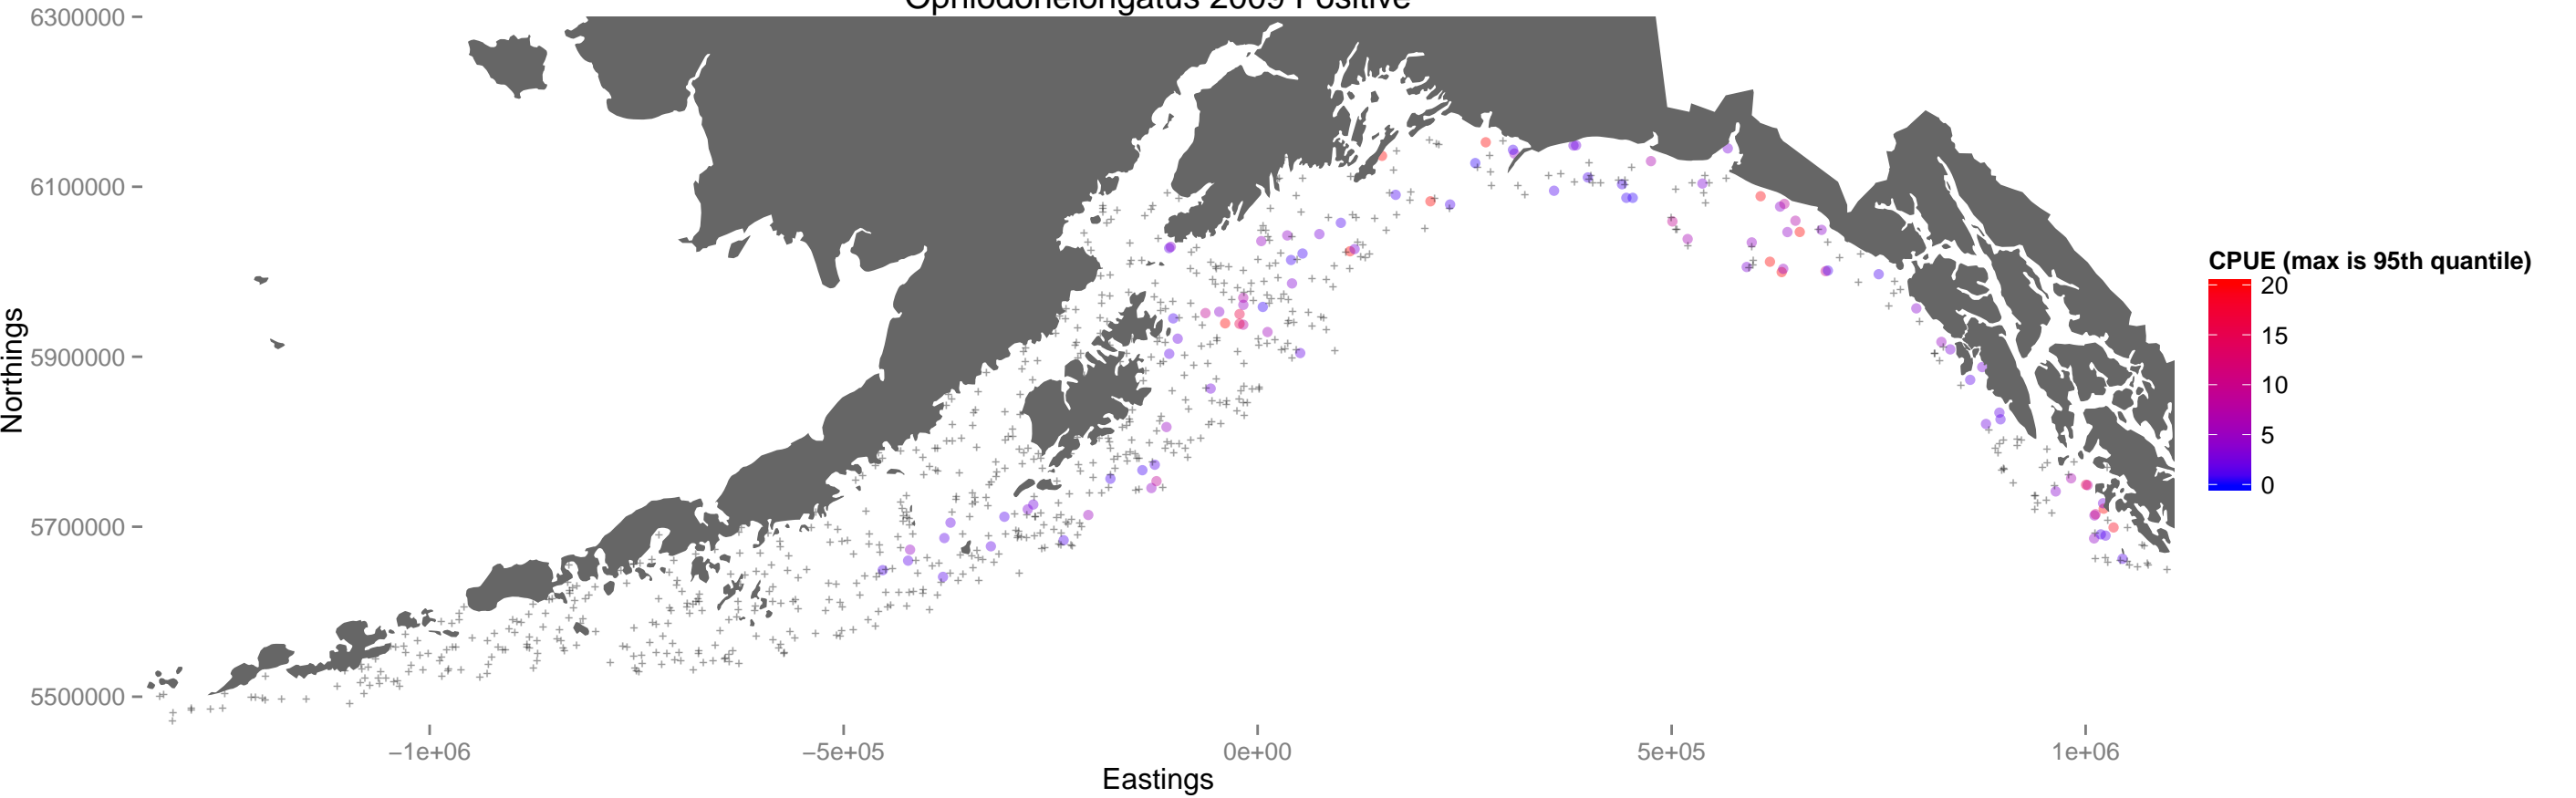 Ophiodonelongatus 2009 Positive
6300000
6100000
5900000
5700000
5500000
Northings
−1e+06
−5e+05
0e+00
5e+05
1e+06
Eastings
CPUE (max is 95th quantile)
20
15
10
5
0